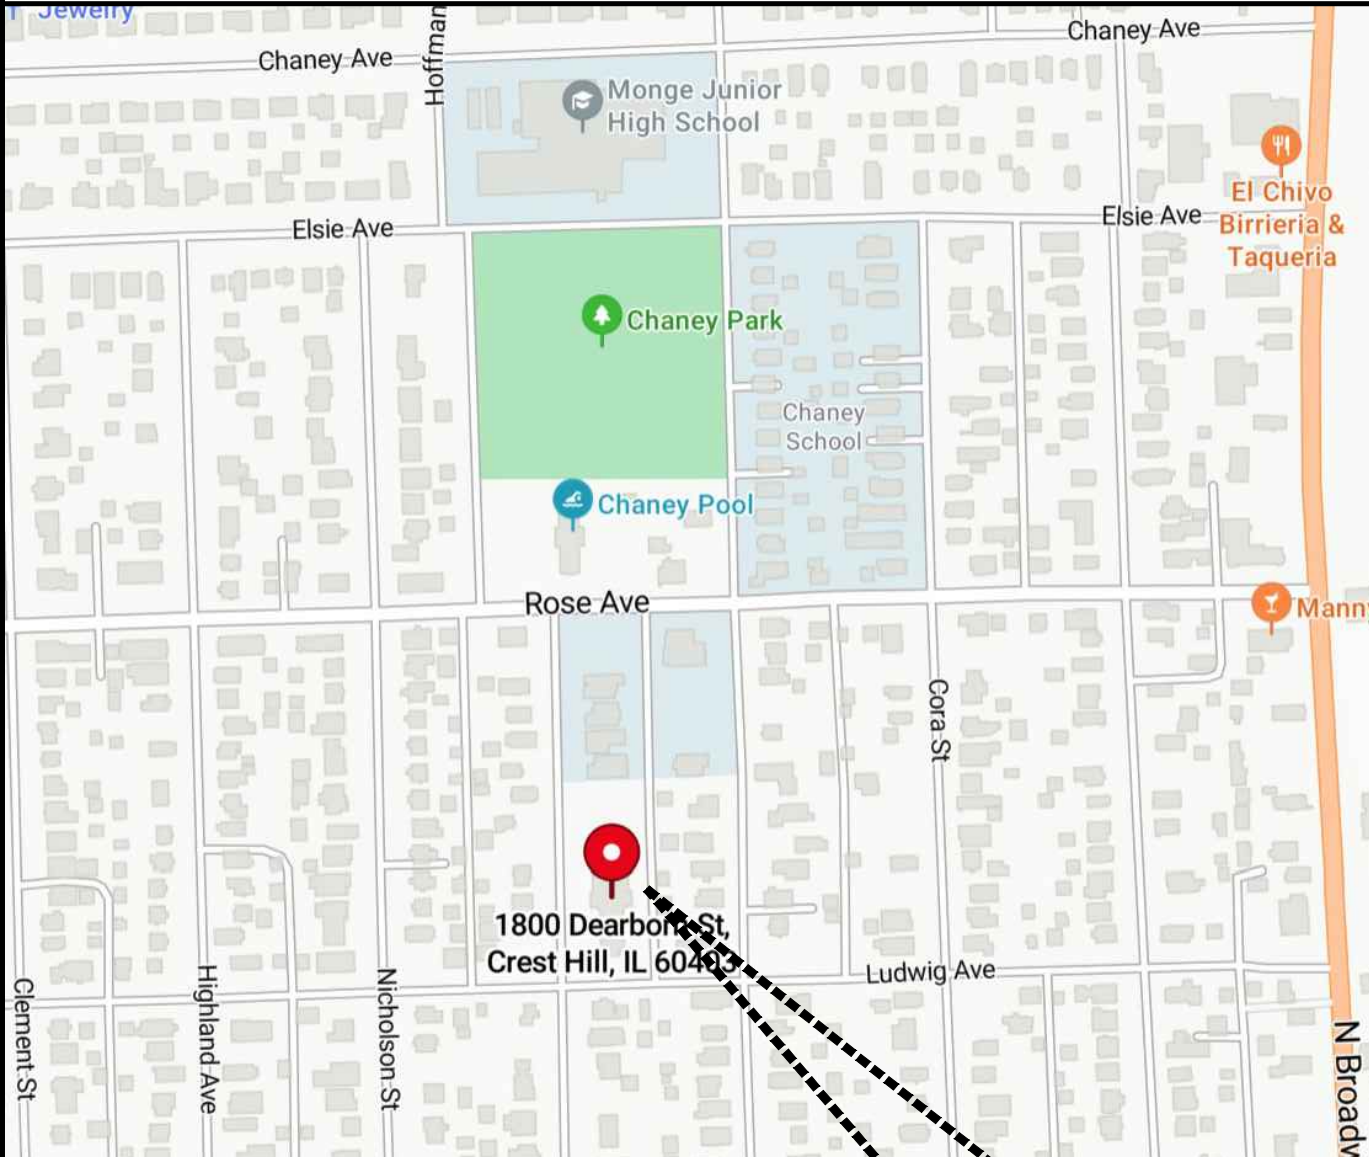 Jewelry
Chaney Ave
Hoffman
Chaney Ave
Monge Junior
High School
El Chivo
Birrieria &
Taqueria
Elsie Ave
Elsie Ave
Chaney Park
Chaney
School
Chaney Pool
Rose Ave
Manny
Cora St
1800 Dearborn St,
Crest Hill, IL 60403
Ludwig Ave
Clement St
Highland Ave
Nicholson St
N Broadw